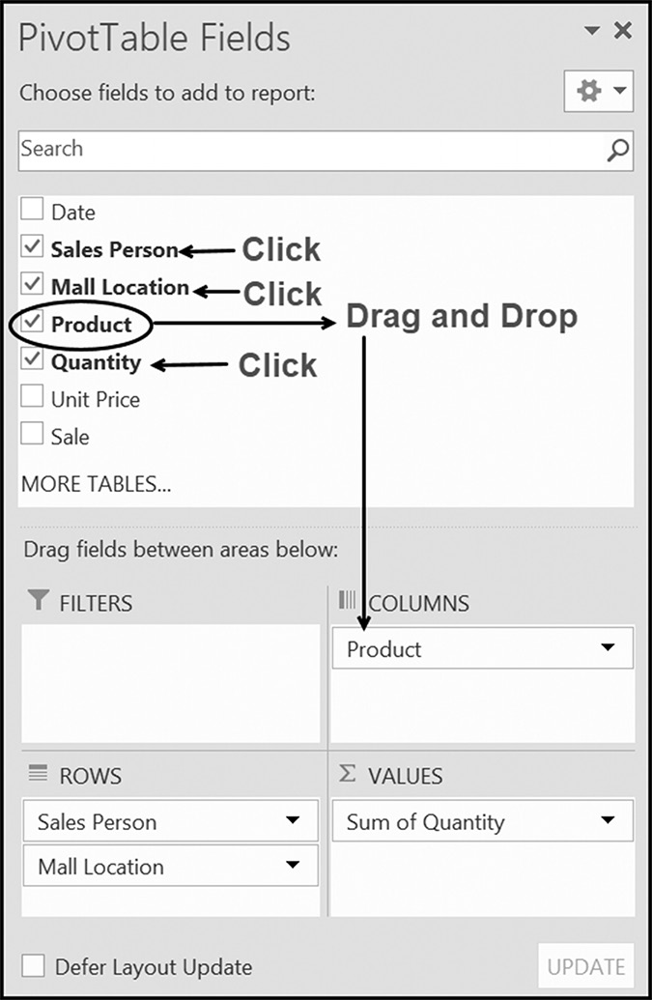 PivotTable Fields
Choose fields to add to report:
Search
Date
Sales Person Click
Mall Location Click
Product Drag and Drop
Quantity Click
Unit Price
Sale
MORE TABLES...
Drag fields between areas below:
FILTERS COLUMNS
Product
ROWS Σ VALUES
Sales Person Sum of Quantity
Mall Location
Defer Layout Update UPDATE